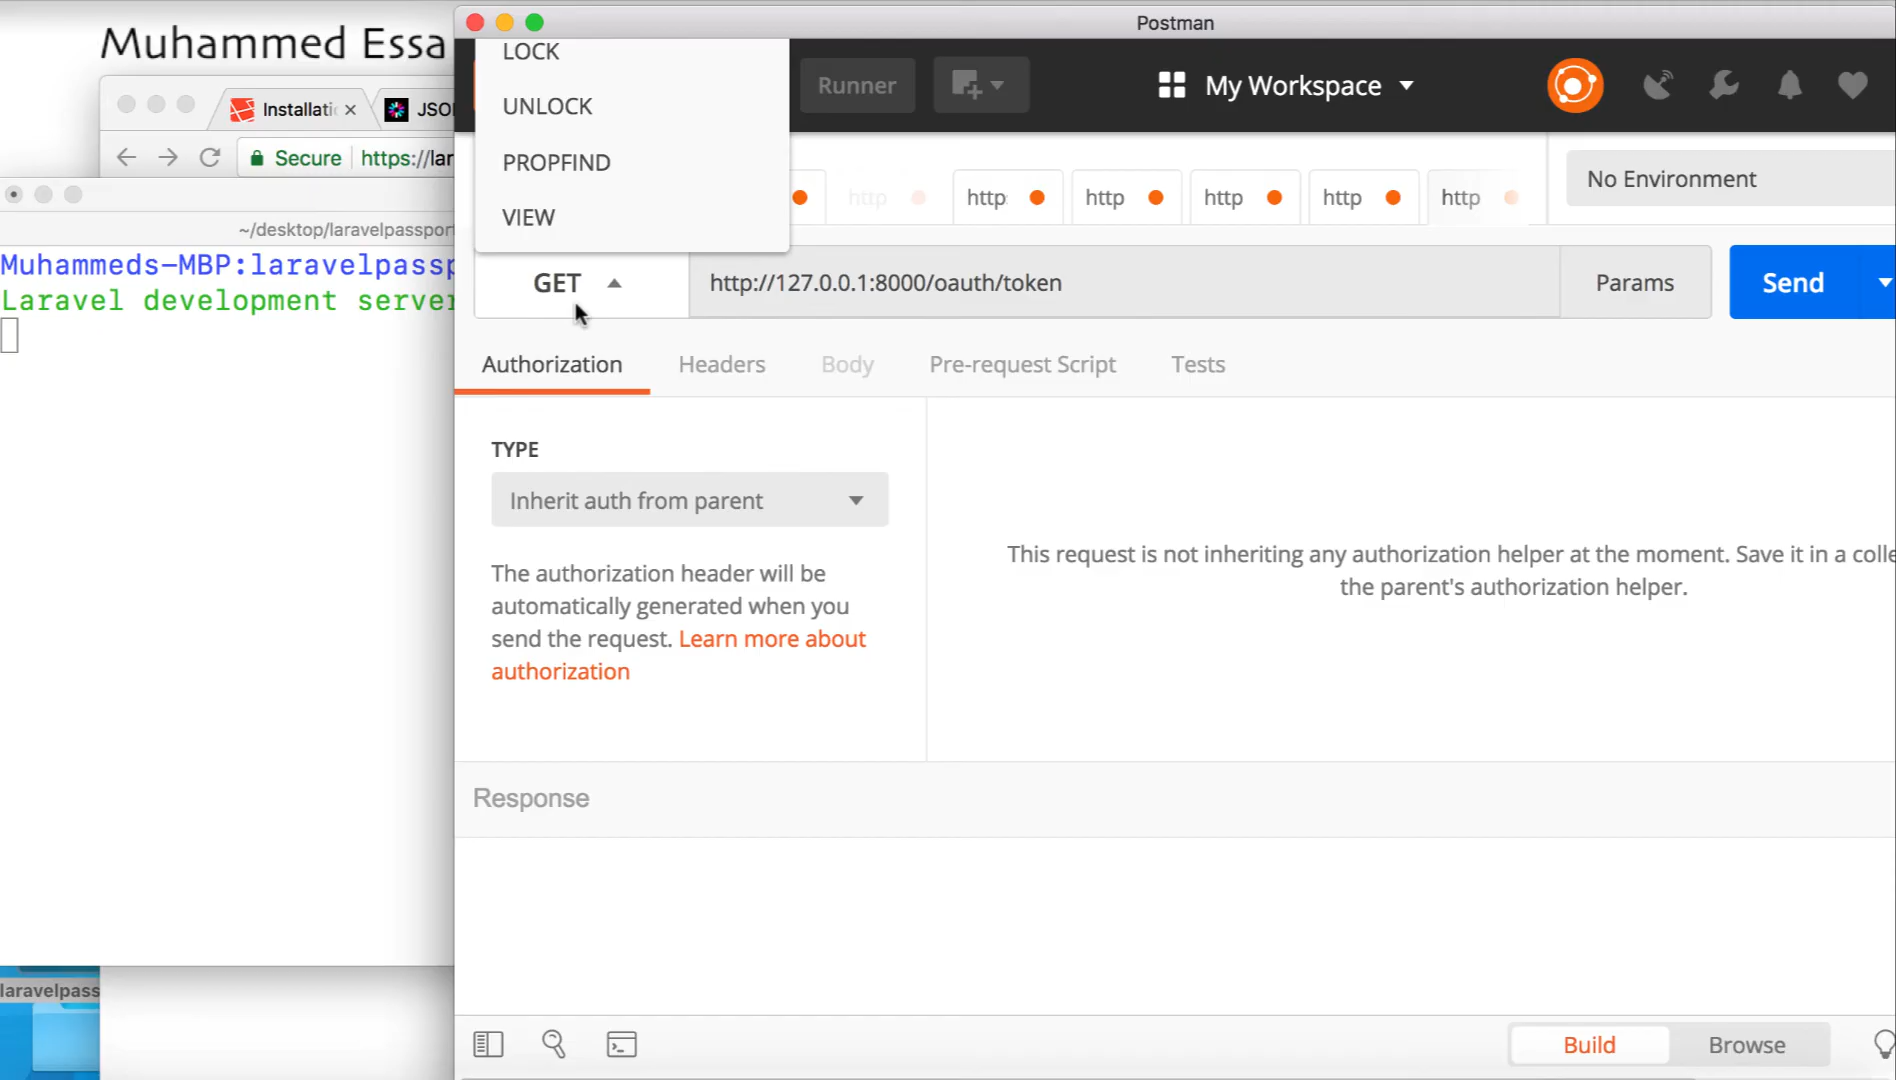 Muhammed Essa
Postman
LOCK
UNLOCK
PROPFIND
VIEW
Runner
My Workspace
Installati
JSO
Secure
https://lar
http
http
http
http
http
http
No Environment
~/desktop/laravelpassport
Muhammeds-MBP:laravelpassp
Laravel development server
GET
http://127.0.0.1:8000/oauth/token
Params
Send
Authorization
Headers
Body
Pre-request Script
Tests
TYPE
Inherit auth from parent
The authorization header will be
automatically generated when you
send the request. Learn more about
authorization
This request is not inheriting any authorization helper at the moment. Save it in a colle
the parent's authorization helper.
Response
laravelpass
Build
Browse